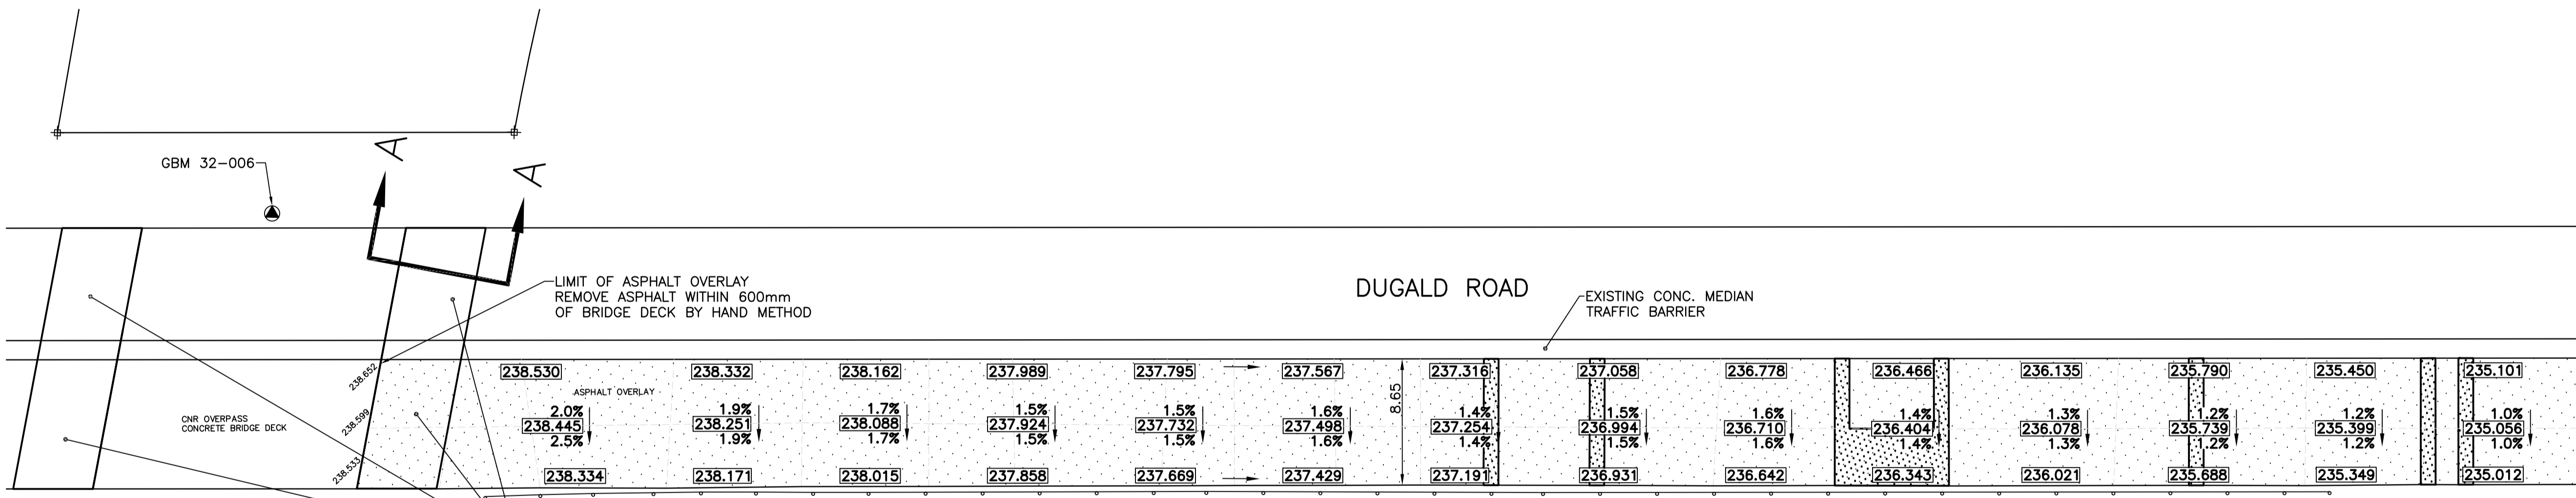 A
A
GBM 32-006
LIMIT OF ASPHALT OVERLAY
REMOVE ASPHALT WITHIN 600mm
OF BRIDGE DECK BY HAND METHOD
DUGALD ROAD
EXISTING CONC. MEDIAN
TRAFFIC BARRIER
238.652
238.599
238.533
CNR OVERPASS
CONCRETE BRIDGE DECK
238.530 238.332 238.162 237.989 237.795 237.567 237.316 237.058 236.778 236.466 236.135 235.790 235.450 235.101
ASPHALT OVERLAY
8.65
2.0% 1.9% 1.7% 1.5% 1.5% 1.6% 1.4% 1.5% 1.6% 1.4% 1.3% 1.2% 1.2% 1.0%
238.445 238.251 238.088 237.924 237.732 237.498 237.254 236.994 236.710 236.404 236.078 235.739 235.399 235.056
2.5% 1.9% 1.7% 1.5% 1.5% 1.6% 1.4% 1.5% 1.6% 1.4% 1.3% 1.2% 1.2% 1.0%
238.334 238.171 238.015 237.858 237.669 237.429 237.191 236.931 236.642 236.343 236.021 235.688 235.349 235.012